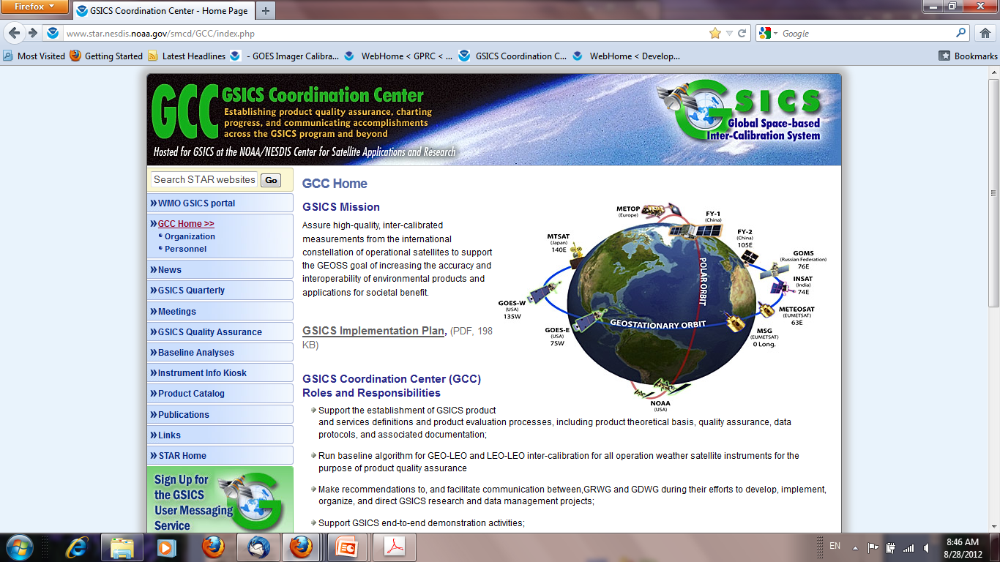 Firefox
GSICS Coordination Center - Home Page
www.star.nesdis.noaa.gov/smcd/GCC/index.php
Google
Most Visited
Getting Started
Latest Headlines
- GOES Imager Calibra...
WebHome < GPRC < ...
GSICS Coordination C...
WebHome < Develop...
Bookmarks
GCC GSICS Coordination Center
Establishing product quality assurance, charting
progress, and communicating accomplishments
across the GSICS program and beyond
Hosted for GSICS at the NOAA/NESDIS Center for Satellite Applications and Research
GSICS
Global Space-based
Inter-Calibration System
Search STAR websites
Go
WMO GSICS portal
GCC Home >>
Organization
Personnel
News
GSICS Quarterly
Meetings
GSICS Quality Assurance
Baseline Analyses
Instrument Info Kiosk
Product Catalog
Publications
Links
STAR Home
Sign Up for
the GSICS
User Messaging
Service
GCC Home
GSICS Mission
Assure high-quality, inter-calibrated
measurements from the international
constellation of operational satellites to support
the GEOSS goal of increasing the accuracy and
interoperability of environmental products and
applications for societal benefit.
GSICS Implementation Plan, (PDF, 198
KB)
METOP
(Europe)
FY-1
(China)
FY-2
(China)
105E
MTSAT
(Japan)
140E
GOMS
(Russian Federation)
76E
INSAT
(India)
74E
METEOSAT
(EUMETSAT)
63E
MSG
(EUMETSAT)
0 Long.
GOES-W
(USA)
135W
GOES-E
(USA)
75W
POLAR ORBIT
GEOSTATIONARY ORBIT
NOAA
(USA)
GSICS Coordination Center (GCC)
Roles and Responsibilities
Support the establishment of GSICS product
and services definitions and product evaluation processes, including product theoretical basis, quality assurance, data
protocols, and associated documentation;
Run baseline algorithm for GEO-LEO and LEO-LEO inter-calibration for all operation weather satellite instruments for the
purpose of product quality assurance
Make recommendations to, and facilitate communication between,GRWG and GDWG during their efforts to develop, implement,
organize, and direct GSICS research and data management projects;
Support GSICS end-to-end demonstration activities;
EN
8:46 AM
8/28/2012